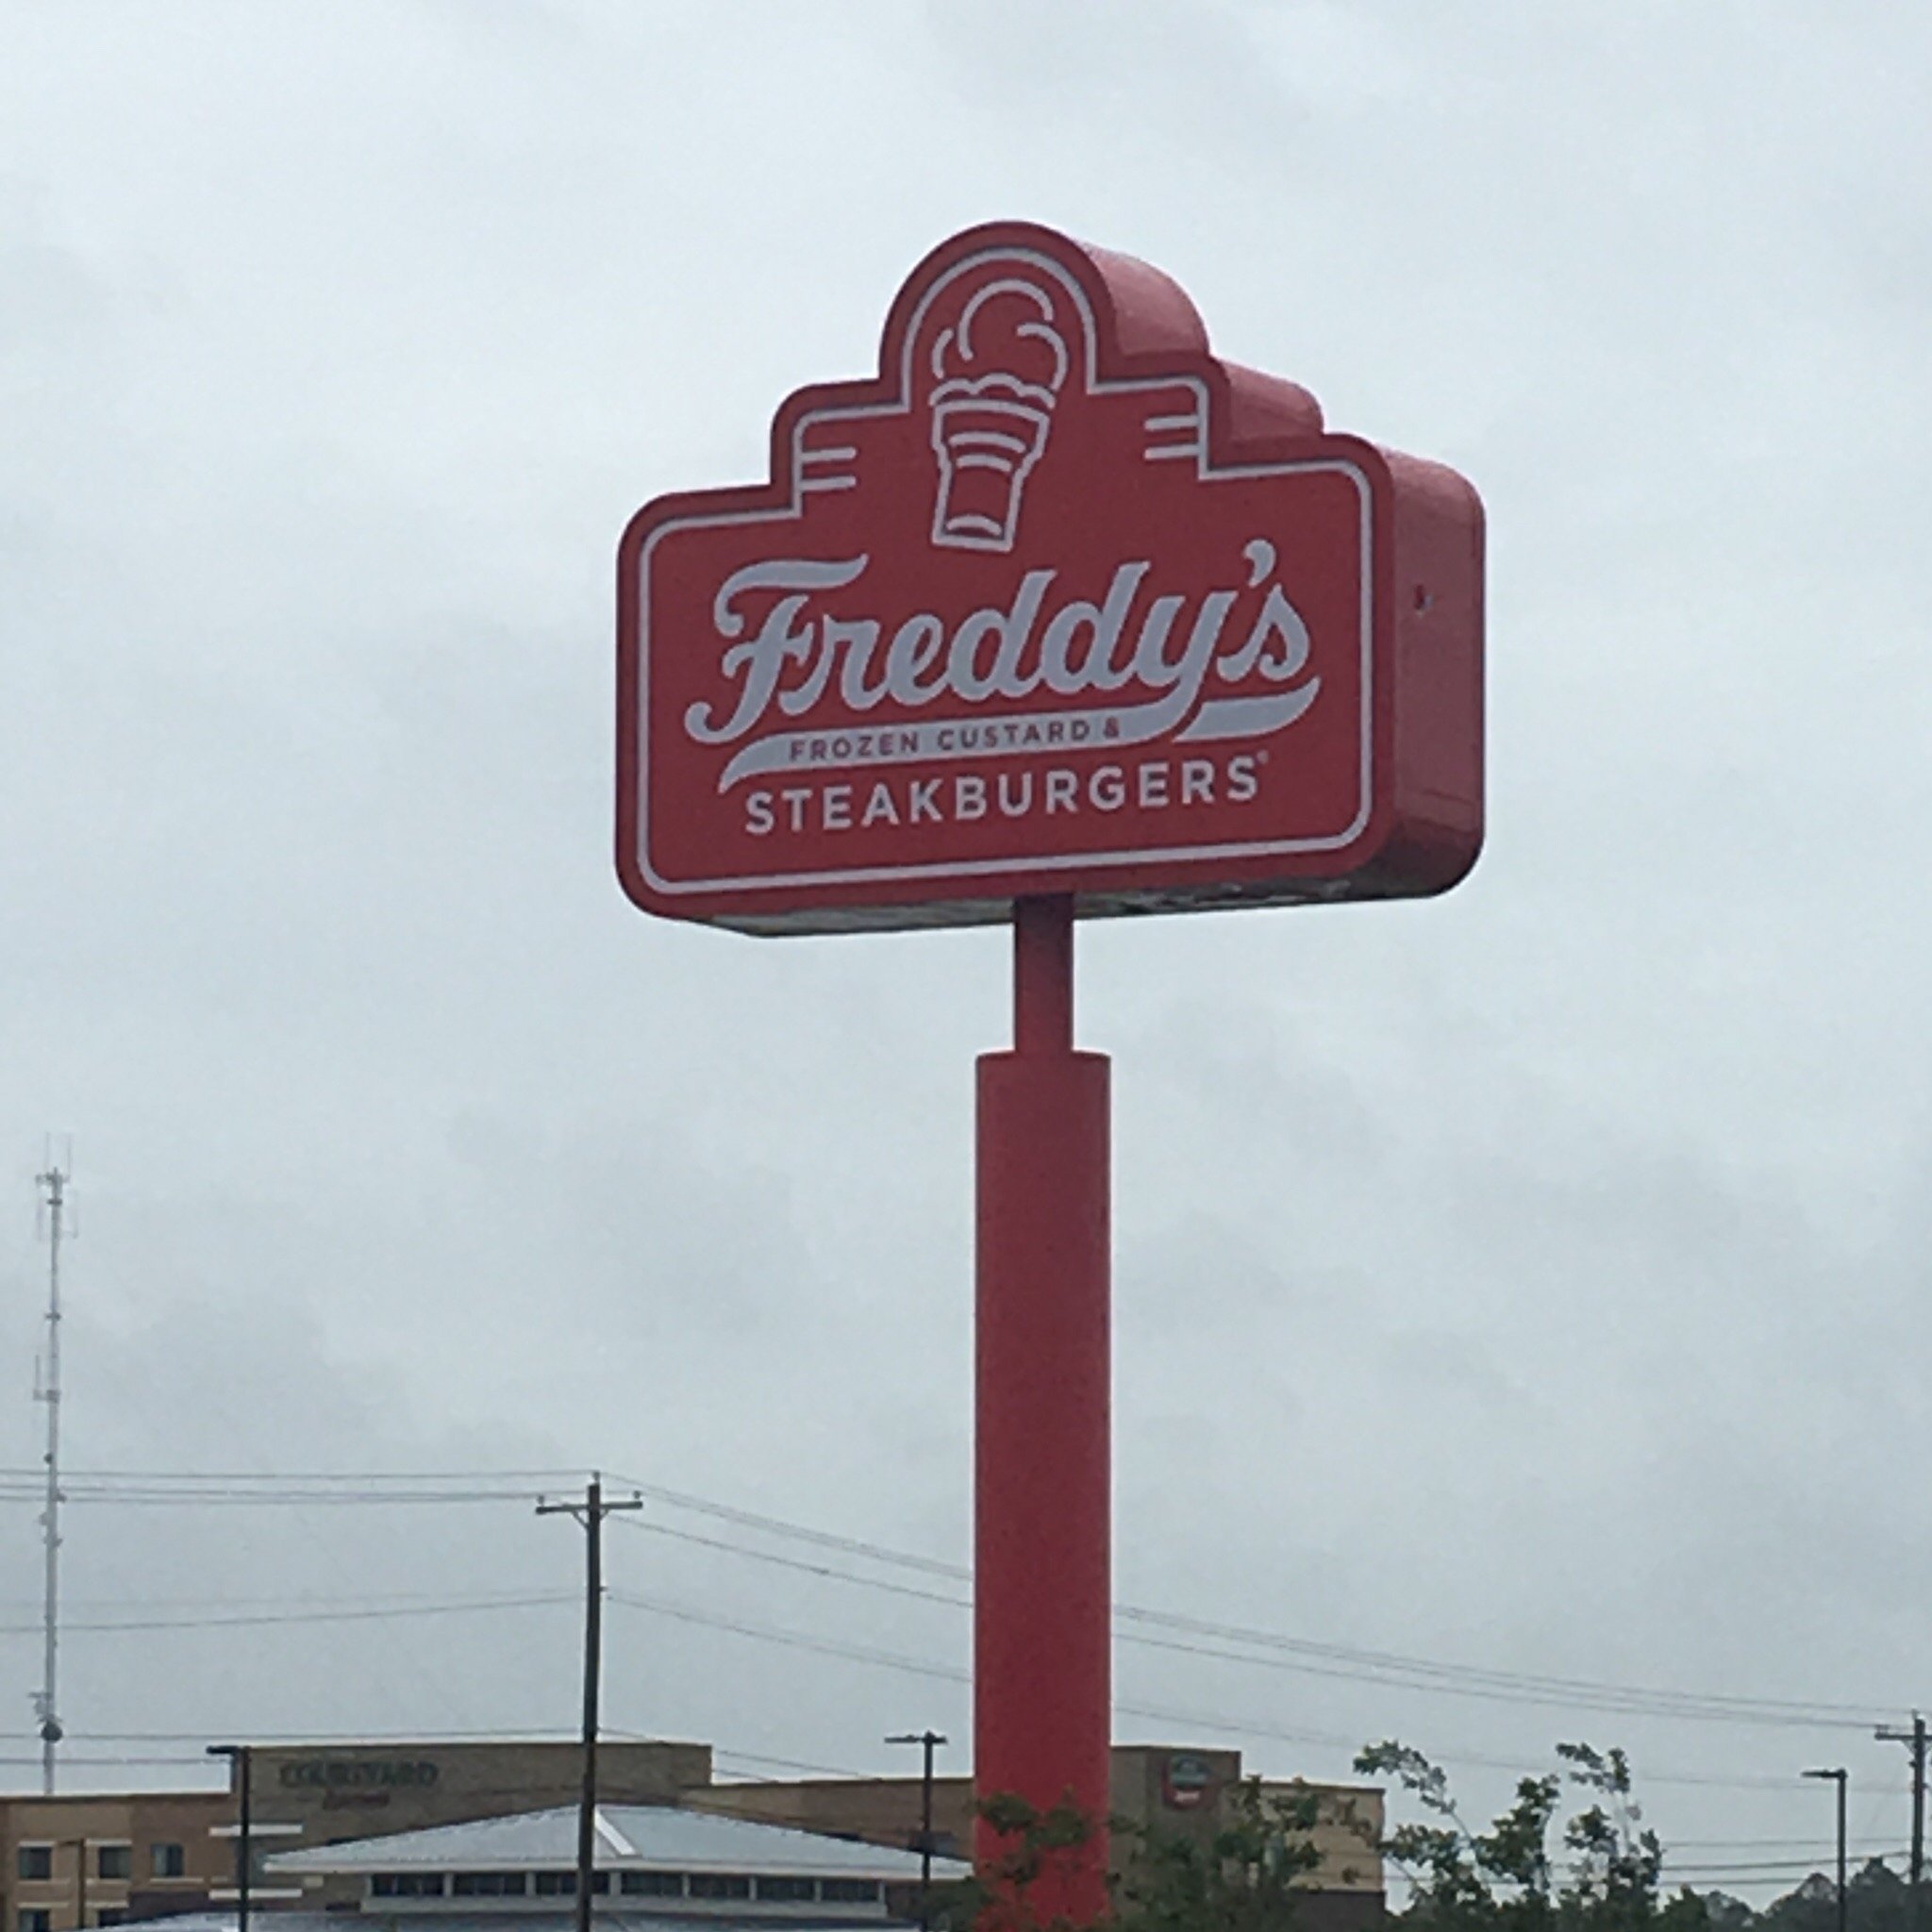 Freddy's
FROZEN CUSTARD &
STEAKBURGERS®
COURTYARD